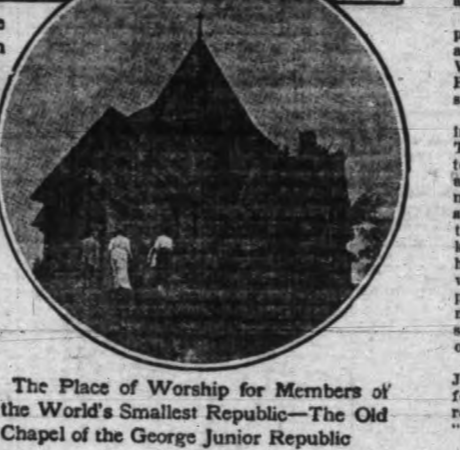 The Place of Worship for Members of
the World's Smallest Republic—The Old
Chapel of the George Junior Republic